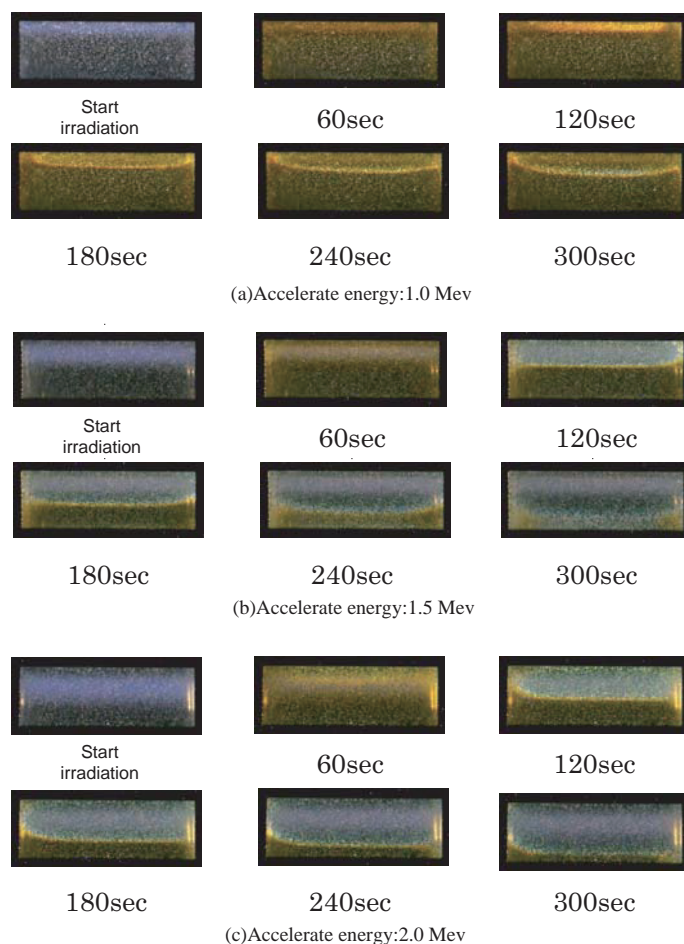 Start
irradiation
60sec
120sec
180sec
240sec
300sec
(a)Accelerate energy:1.0 Mev
Start
irradiation
60sec
120sec
180sec
240sec
300sec
(b)Accelerate energy:1.5 Mev
Start
irradiation
60sec
120sec
180sec
240sec
300sec
(c)Accelerate energy:2.0 Mev